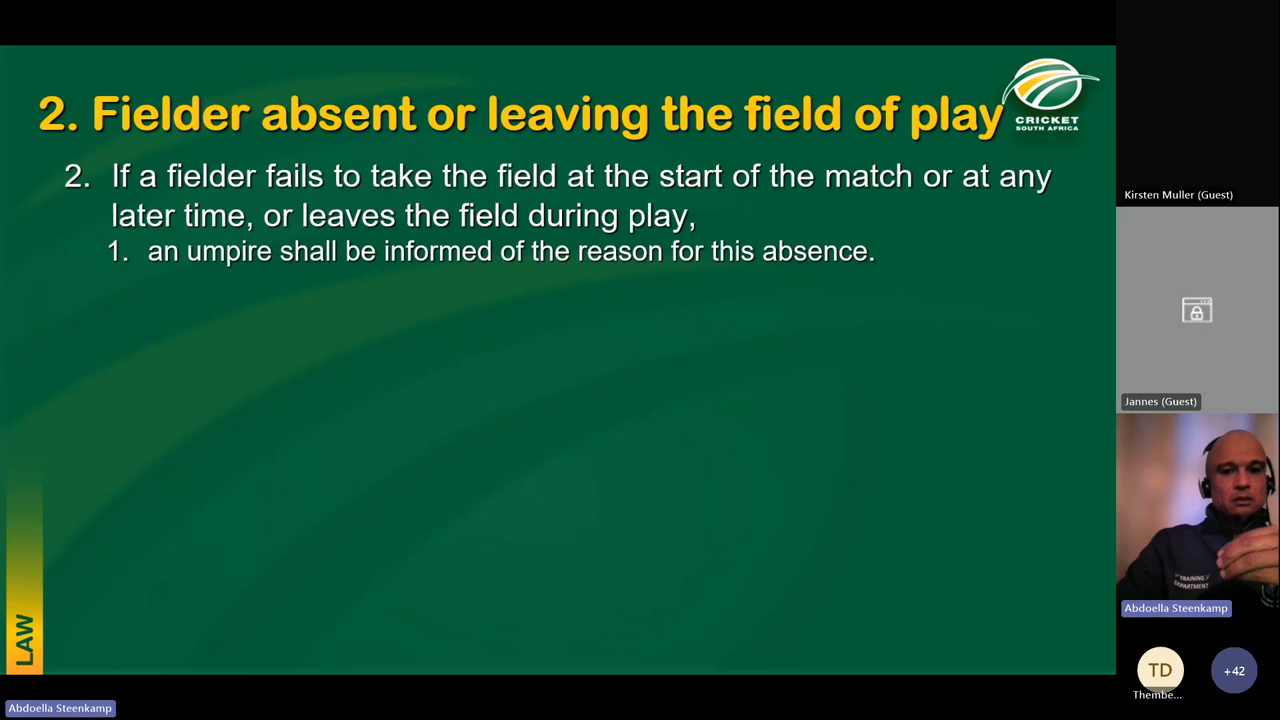 2. Fielder absent or leaving the field of play
CRICKET
SOUTH AFRICA
2. If a fielder fails to take the field at the start of the match or at any
later time, or leaves the field during play,
1. an umpire shall be informed of the reason for this absence.
LAW
Abdoella Steenkamp
Kirsten Muller (Guest)
Jannes (Guest)
TRAINING
DEPARTMENT
Abdoella Steenkamp
TD
Thembe...
+42